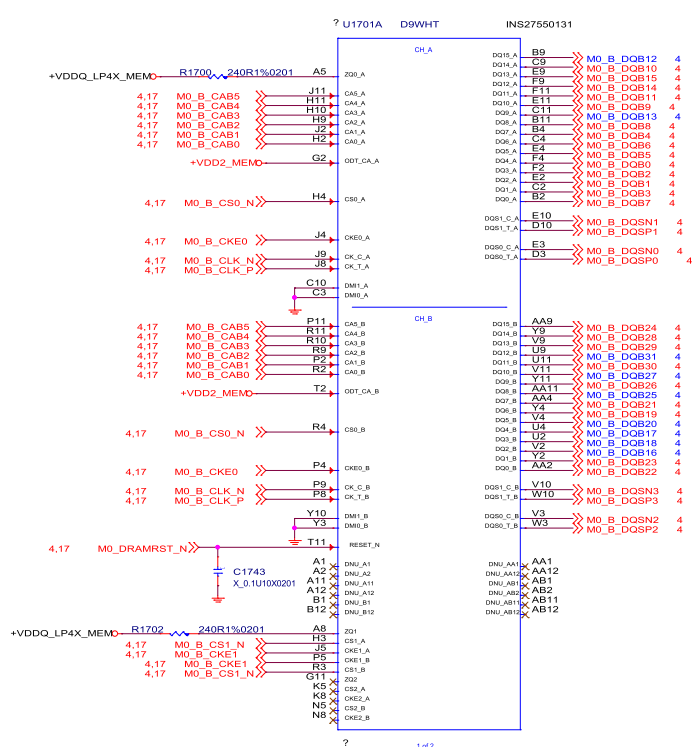 ? U1701A D9WHT INS27550131
CH_A
+VDDQ_LP4X_MEM R1700 240R1%0201 A5 ZQ0_A
4,17 M0_B_CAB5 J11 CA5_A
4,17 M0_B_CAB4 H11 CA4_A
4,17 M0_B_CAB3 H10 CA3_A
4,17 M0_B_CAB2 H9 CA2_A
4,17 M0_B_CAB1 J2 CA1_A
4,17 M0_B_CAB0 H2 CA0_A
+VDD2_MEM G2 ODT_CA_A
4,17 M0_B_CS0_N H4 CS0_A
4,17 M0_B_CKE0 J4 CKE0_A
4,17 M0_B_CLK_N J9 CK_C_A
4,17 M0_B_CLK_P J8 CK_T_A
C10 DMI1_A
C3 DMI0_A
DQ15_A B9 M0_B_DQB12 4
DQ14_A C9 M0_B_DQB10 4
DQ13_A E9 M0_B_DQB15 4
DQ12_A F9 M0_B_DQB14 4
DQ11_A F11 M0_B_DQB11 4
DQ10_A E11 M0_B_DQB9 4
DQ9_A C11 M0_B_DQB13 4
DQ8_A B11 M0_B_DQB8 4
DQ7_A B4 M0_B_DQB4 4
DQ6_A C4 M0_B_DQB6 4
DQ5_A E4 M0_B_DQB5 4
DQ4_A F4 M0_B_DQB0 4
DQ3_A F2 M0_B_DQB2 4
DQ2_A E2 M0_B_DQB1 4
DQ1_A C2 M0_B_DQB3 4
DQ0_A B2 M0_B_DQB7 4
DQS1_C_A E10 M0_B_DQSN1 4
DQS1_T_A D10 M0_B_DQSP1 4
DQS0_C_A E3 M0_B_DQSN0 4
DQS0_T_A D3 M0_B_DQSP0 4
CH_B
4,17 M0_B_CAB5 P11 CA5_B
4,17 M0_B_CAB4 R11 CA4_B
4,17 M0_B_CAB3 R10 CA3_B
4,17 M0_B_CAB2 R9 CA2_B
4,17 M0_B_CAB1 P2 CA1_B
4,17 M0_B_CAB0 R2 CA0_B
+VDD2_MEM T2 ODT_CA_B
4,17 M0_B_CS0_N R4 CS0_B
4,17 M0_B_CKE0 P4 CKE0_B
4,17 M0_B_CLK_N P9 CK_C_B
4,17 M0_B_CLK_P P8 CK_T_B
Y10 DMI1_B
Y3 DMI0_B
4,17 M0_DRAMRST_N T11 RESET_N
C1743
X_0.1U10X0201
DQ15_B AA9 M0_B_DQB24 4
DQ14_B Y9 M0_B_DQB28 4
DQ13_B V9 M0_B_DQB29 4
DQ12_B U9 M0_B_DQB31 4
DQ11_B U11 M0_B_DQB30 4
DQ10_B V11 M0_B_DQB27 4
DQ9_B Y11 M0_B_DQB26 4
DQ8_B AA11 M0_B_DQB25 4
DQ7_B AA4 M0_B_DQB21 4
DQ6_B Y4 M0_B_DQB19 4
DQ5_B V4 M0_B_DQB20 4
DQ4_B U4 M0_B_DQB17 4
DQ3_B U2 M0_B_DQB18 4
DQ2_B V2 M0_B_DQB16 4
DQ1_B Y2 M0_B_DQB23 4
DQ0_B AA2 M0_B_DQB22 4
DQS1_C_B V10 M0_B_DQSN3 4
DQS1_T_B W10 M0_B_DQSP3 4
DQS0_C_B V3 M0_B_DQSN2 4
DQS0_T_B W3 M0_B_DQSP2 4
A1 DNU_A1 DNU_AA1 AA1
A2 DNU_A2 DNU_AA12 AA12
A11 DNU_A11 DNU_AB1 AB1
A12 DNU_A12 DNU_AB2 AB2
B1 DNU_B1 DNU_AB11 AB11
B12 DNU_B12 DNU_AB12 AB12
+VDDQ_LP4X_MEM R1702 240R1%0201 A8 ZQ1
4,17 M0_B_CS1_N H3 CS1_A
4,17 M0_B_CKE1 J5 CKE1_A
4,17 M0_B_CKE1 P5 CKE1_B
4,17 M0_B_CS1_N R3 CS1_B
G11 ZQ2
K5 CS2_A
K8 CKE2_A
N5 CS2_B
N8 CKE2_B
?
1 of 2